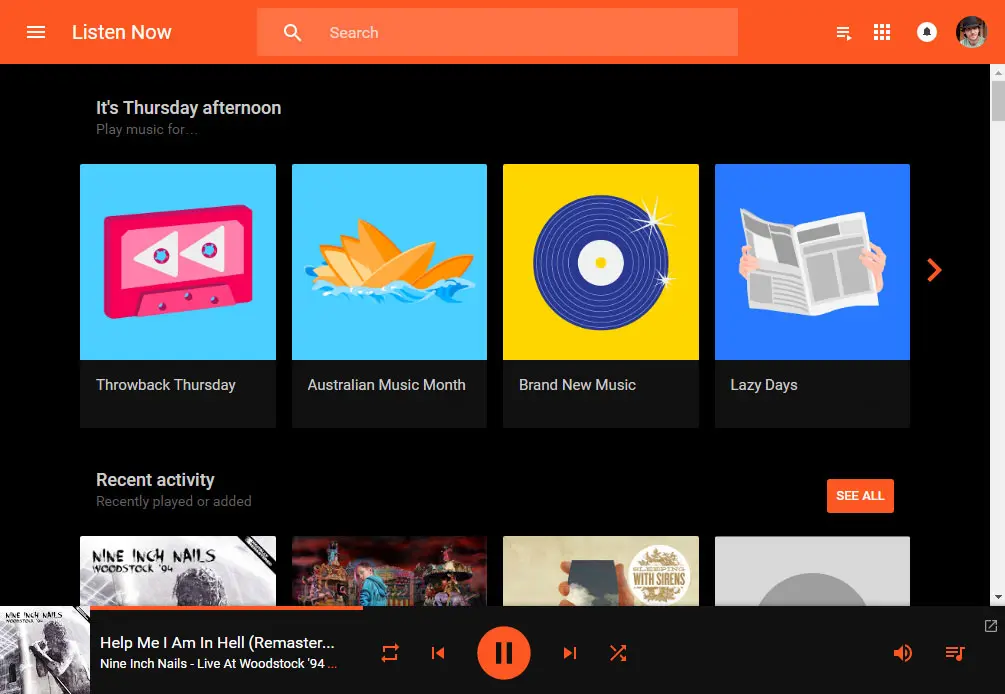 Listen Now
Search
It's Thursday afternoon
Play music for...
Throwback Thursday
Australian Music Month
Brand New Music
Lazy Days
Recent activity
Recently played or added
SEE ALL
NINE INCH NAILS
WOODSTOCK '94
SLEEPING
WITH SIRENS
NINE INCH NAILS
WOODSTOCK '94
Help Me I Am In Hell (Remaster...
Nine Inch Nails - Live At Woodstock '94 ...